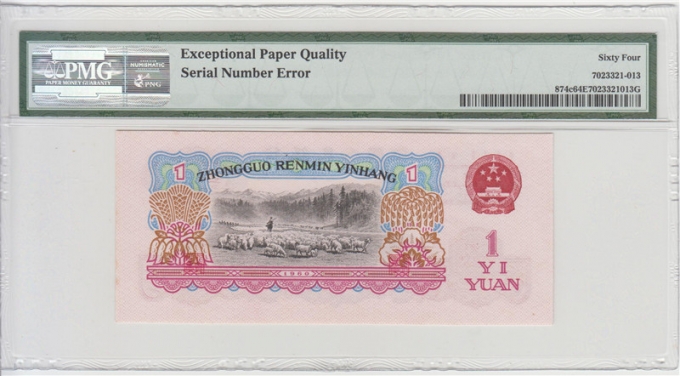 PMG
PAPER MONEY GUARANTY
NUMISMATIC
PNG
Exceptional Paper Quality
Serial Number Error
Sixty Four
7023321-013
874c64E7023321013G
1
1
ZHONGGUO RENMIN YINHANG
1960
1
YI
YUAN